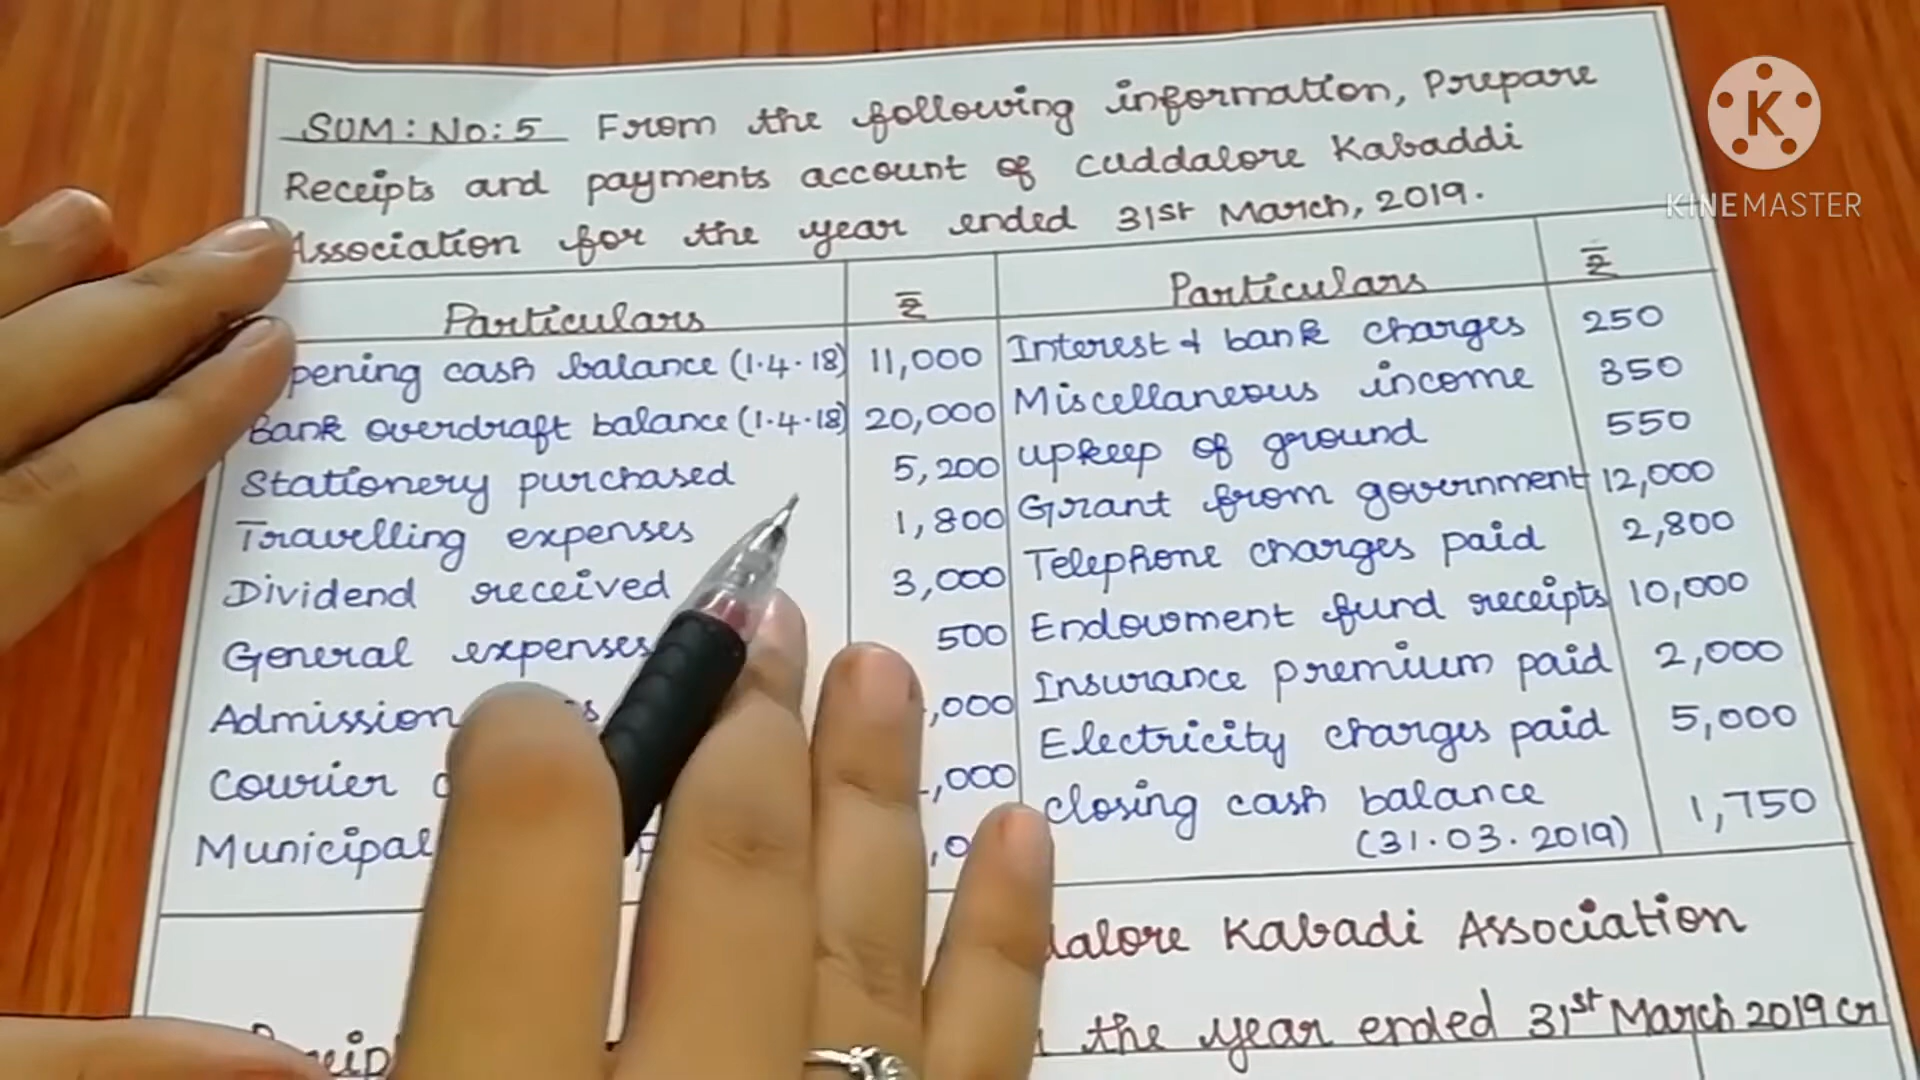 SUM: NO: 5 From the following information, Prepare
Receipts and payments account of Cuddalore Kabaddi
Association for the year ended 31st March, 2019.
Particulars ₹ Particulars ₹
pening cash balance (1.4.18) 11,000 Interest & bank charges 250
Bank overdraft balance (1.4.18) 20,000 Miscellaneous income 350
Stationery purchased 5,200 upkeep of ground 550
Travelling expenses 1,800 Grant from government 12,000
Dividend received 3,000 Telephone charges paid 2,800
General expenses 500 Endowment fund receipts 10,000
Admission ,000 Insurance premium paid 2,000
Courier ,000 Electricity charges paid 5,000
Municipal closing cash balance 1,750
(31.03.2019)
dalore Kabadi Association
the year ended 31st March 2019 Cr
K
KINEMASTER